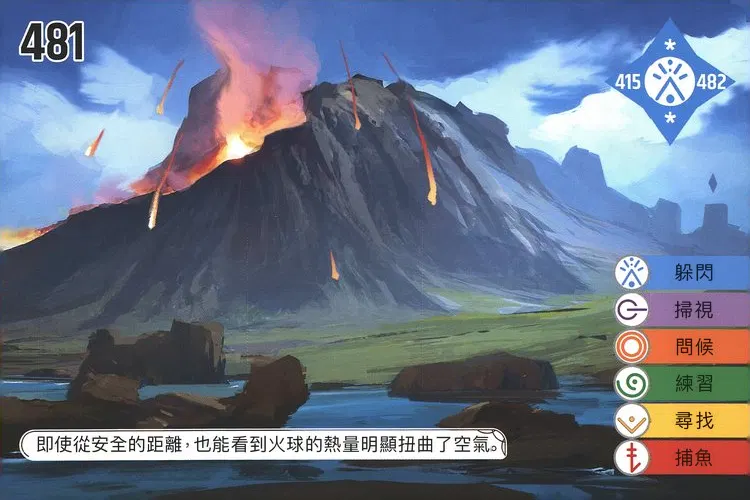 481
*
415 482
*
躲閃
掃視
問候
練習
尋找
捕魚
即使從安全的距離，也能看到火球的熱量明顯扭曲了空氣。